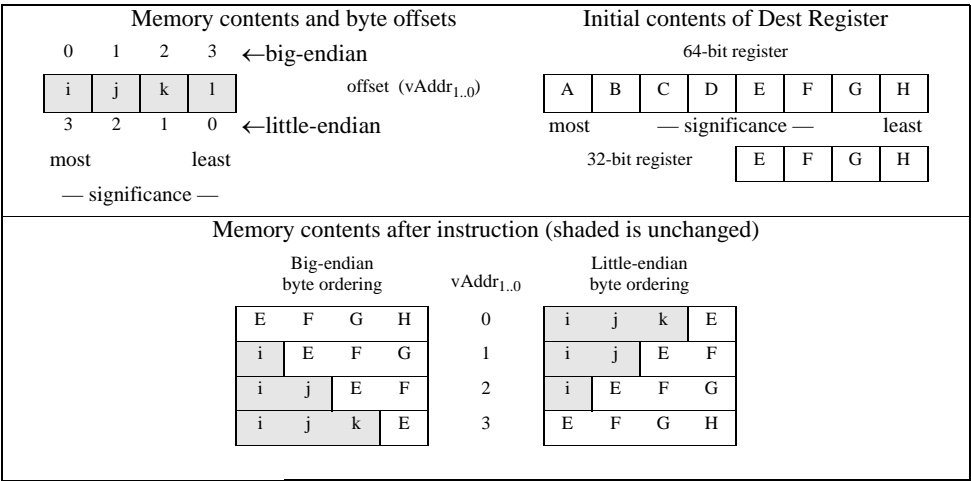 Memory contents and byte offsets
0 1 2 3 ←big-endian
i j k l offset (vAddr1..0)
3 2 1 0 ←little-endian
most least
— significance —
Initial contents of Dest Register
64-bit register
A B C D E F G H
most — significance — least
32-bit register E F G H
Memory contents after instruction (shaded is unchanged)
Big-endian
byte ordering
vAddr1..0
Little-endian
byte ordering
E F G H 0 i j k E
i E F G 1 i j E F
i j E F 2 i E F G
i j k E 3 E F G H